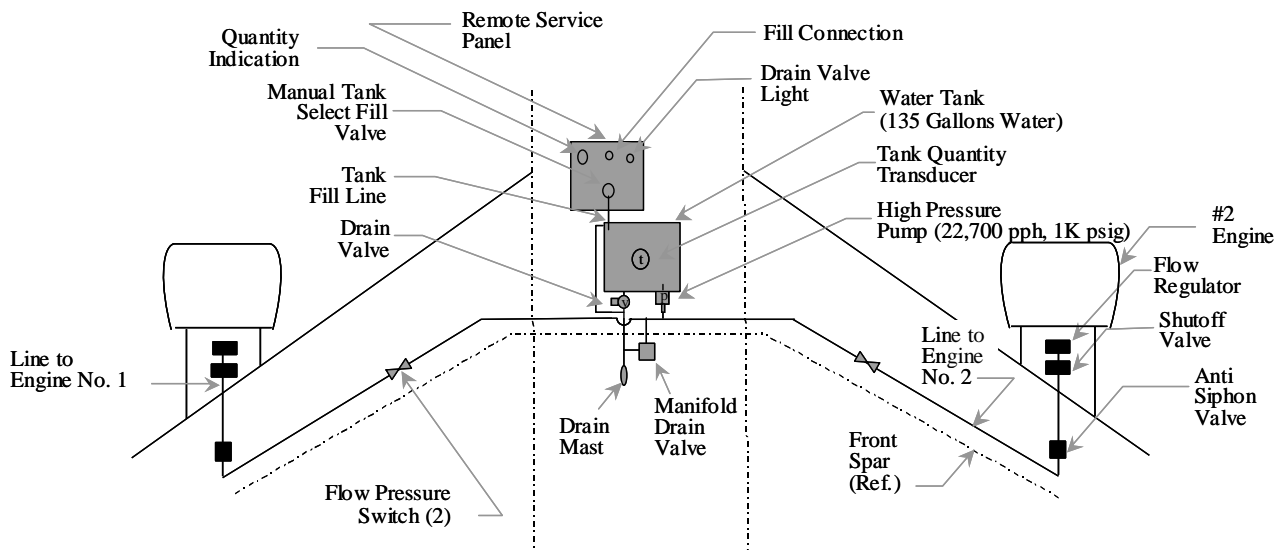 Remote Service
Panel
Quantity
Indication
Fill Connection
Drain Valve
Light
Manual Tank
Select Fill
Valve
Water Tank
(135 Gallons Water)
Tank
Fill Line
Tank Quantity
Transducer
Drain
Valve
High Pressure
Pump (22,700 pph, 1K psig)
#2
Engine
t
v
p
Flow
Regulator
Shutoff
Valve
Line to
Engine No. 1
Line to
Engine
No. 2
Anti
Siphon
Valve
Drain
Mast
Manifold
Drain
Valve
Front
Spar
(Ref.)
Flow Pressure
Switch (2)